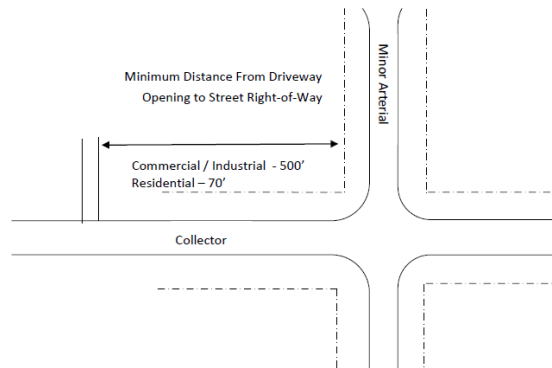 Minimum Distance From Driveway
Opening to Street Right-of-Way
Minor Arterial
Commercial / Industrial - 500'
Residential – 70'
Collector